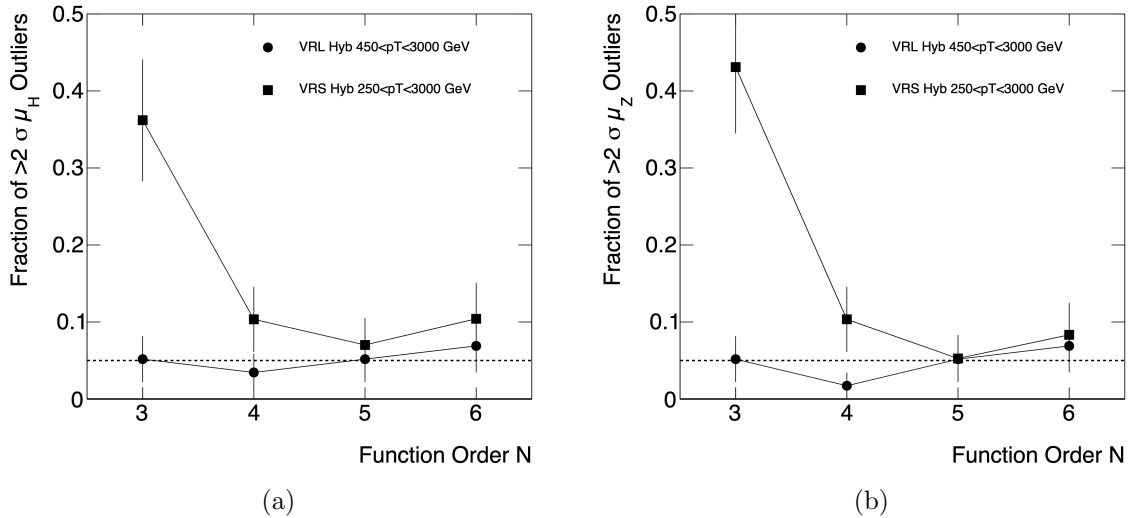 Fraction of >2 σ μ_H Outliers
0.5
0.4
0.3
0.2
0.1
0
VRL Hyb 450<pT<3000 GeV
VRS Hyb 250<pT<3000 GeV
3 4 5 6
Function Order N
(a)
Fraction of >2 σ μ_Z Outliers
0.5
0.4
0.3
0.2
0.1
0
VRL Hyb 450<pT<3000 GeV
VRS Hyb 250<pT<3000 GeV
3 4 5 6
Function Order N
(b)